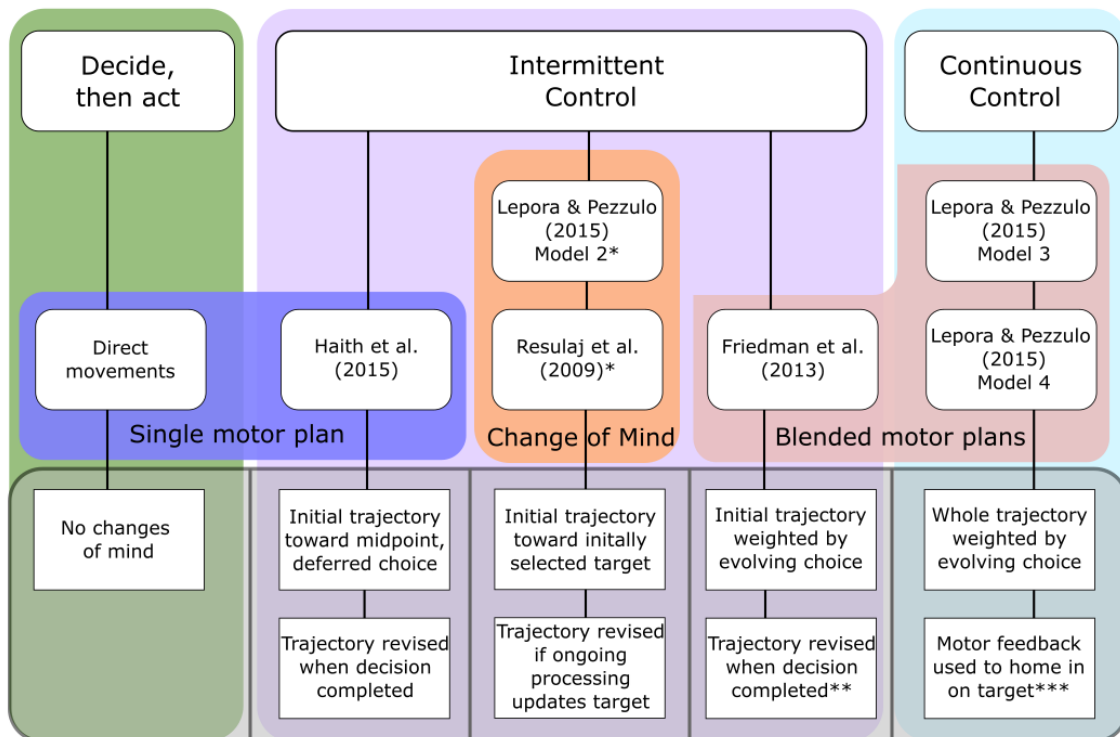 Decide,
then act
Intermittent
Control
Continuous
Control
Lepora & Pezzulo
(2015)
Model 2*
Lepora & Pezzulo
(2015)
Model 3
Direct
movements
Haith et al.
(2015)
Resulaj et al.
(2009)*
Friedman et al.
(2013)
Lepora & Pezzulo
(2015)
Model 4
Single motor plan
Change of Mind
Blended motor plans
No changes
of mind
Initial trajectory
toward midpoint,
deferred choice
Initial trajectory
toward initally
selected target
Initial trajectory
weighted by
evolving choice
Whole trajectory
weighted by
evolving choice
Trajectory revised
when decision
completed
Trajectory revised
if ongoing
processing
updates target
Trajectory revised
when decision
completed**
Motor feedback
used to home in
on target***